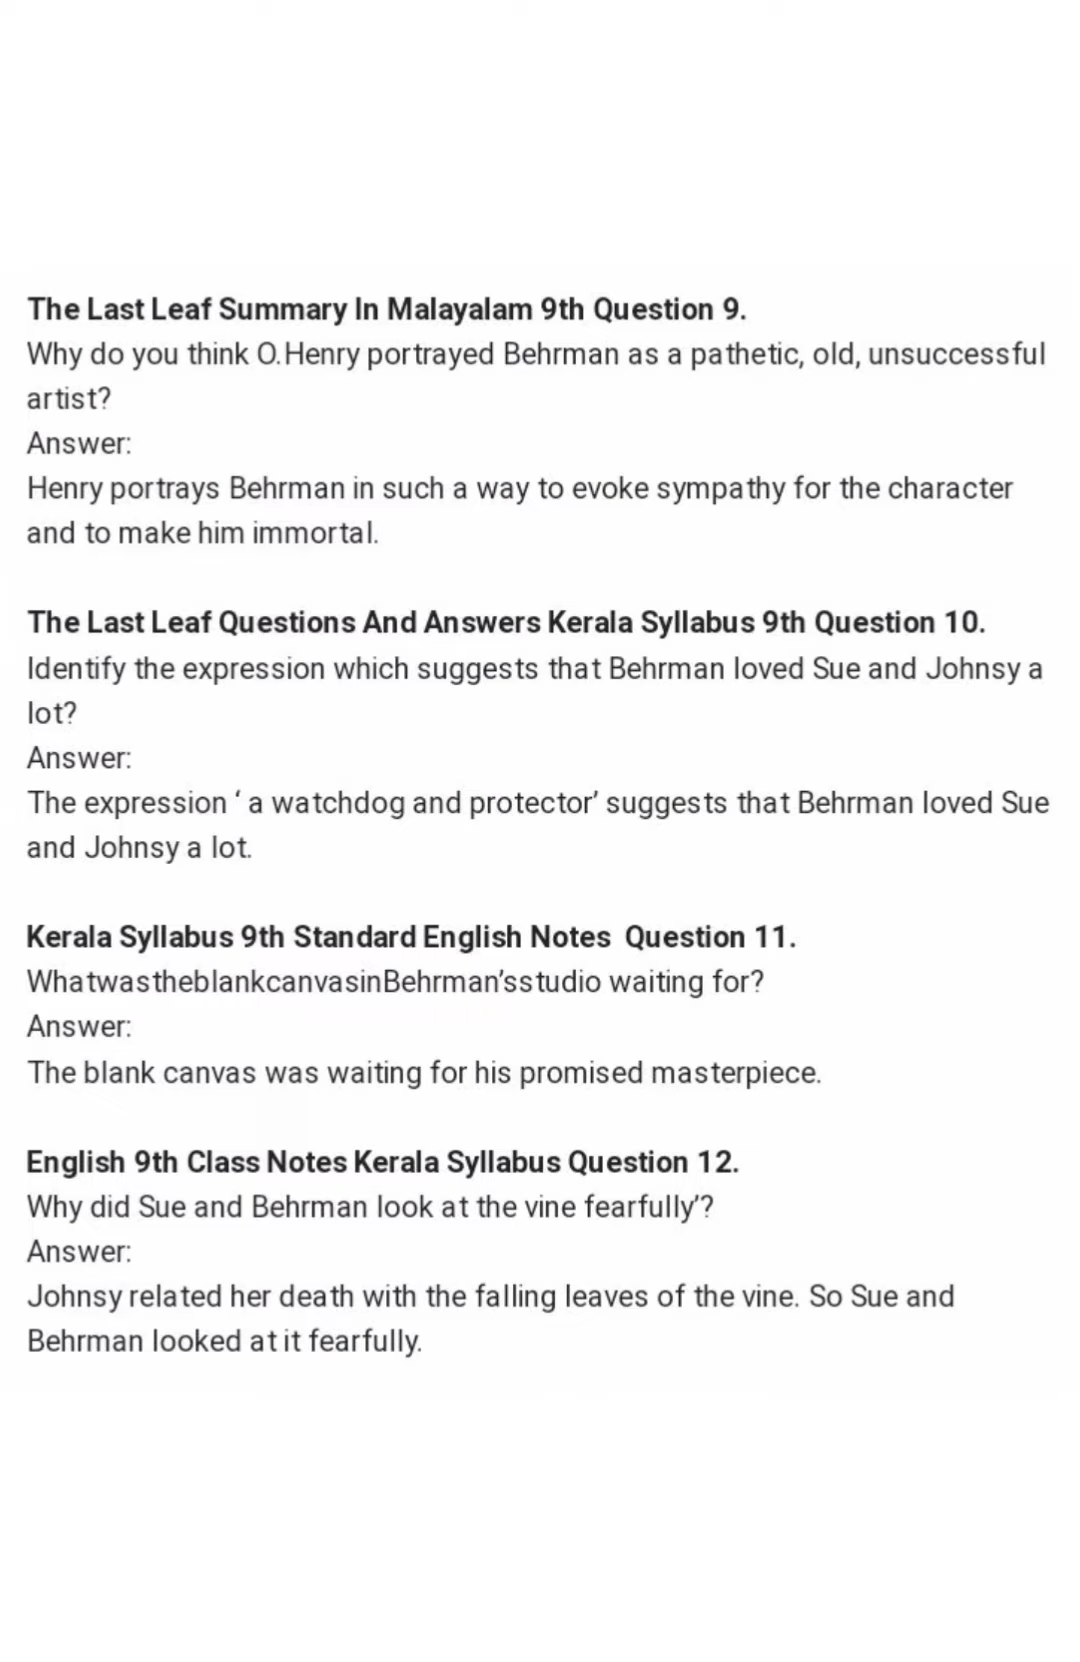 The Last Leaf Summary In Malayalam 9th Question 9.
Why do you think O.Henry portrayed Behrman as a pathetic, old, unsuccessful
artist?
Answer:
Henry portrays Behrman in such a way to evoke sympathy for the character
and to make him immortal.
The Last Leaf Questions And Answers Kerala Syllabus 9th Question 10.
Identify the expression which suggests that Behrman loved Sue and Johnsy a
lot?
Answer:
The expression ‘ a watchdog and protector’ suggests that Behrman loved Sue
and Johnsy a lot.
Kerala Syllabus 9th Standard English Notes Question 11.
WhatwastheblankcanvasinBehrman’sstudio waiting for?
Answer:
The blank canvas was waiting for his promised masterpiece.
English 9th Class Notes Kerala Syllabus Question 12.
Why did Sue and Behrman look at the vine fearfully’?
Answer:
Johnsy related her death with the falling leaves of the vine. So Sue and
Behrman looked at it fearfully.